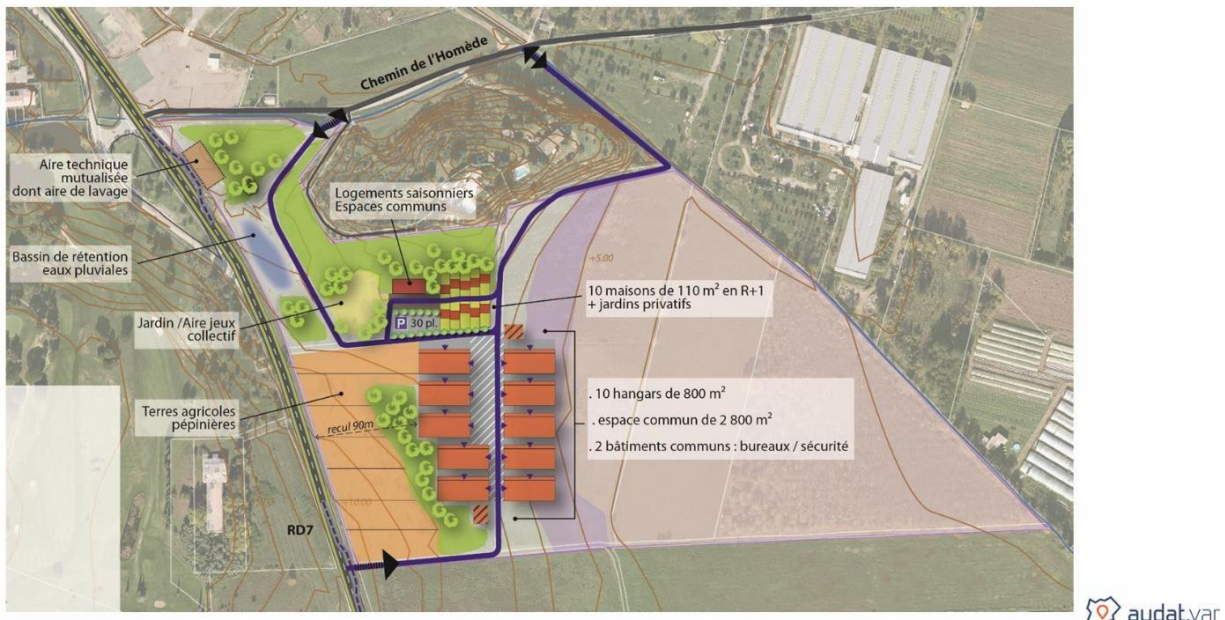 Chemin de l'Homède
Aire technique
mutualisée
dont aire de lavage
Logements saisonniers
Espaces communs
Bassin de rétention
eaux pluviales
+5.00
10 maisons de 110 m² en R+1
+ jardins privatifs
Jardin /Aire jeux
collectif
P 30 pl.
. 10 hangars de 800 m²
. espace commun de 2 800 m²
. 2 bâtiments communs : bureaux / sécurité
Terres agricoles
pépinières
recul 90m
+10.00
RD7
audat.var